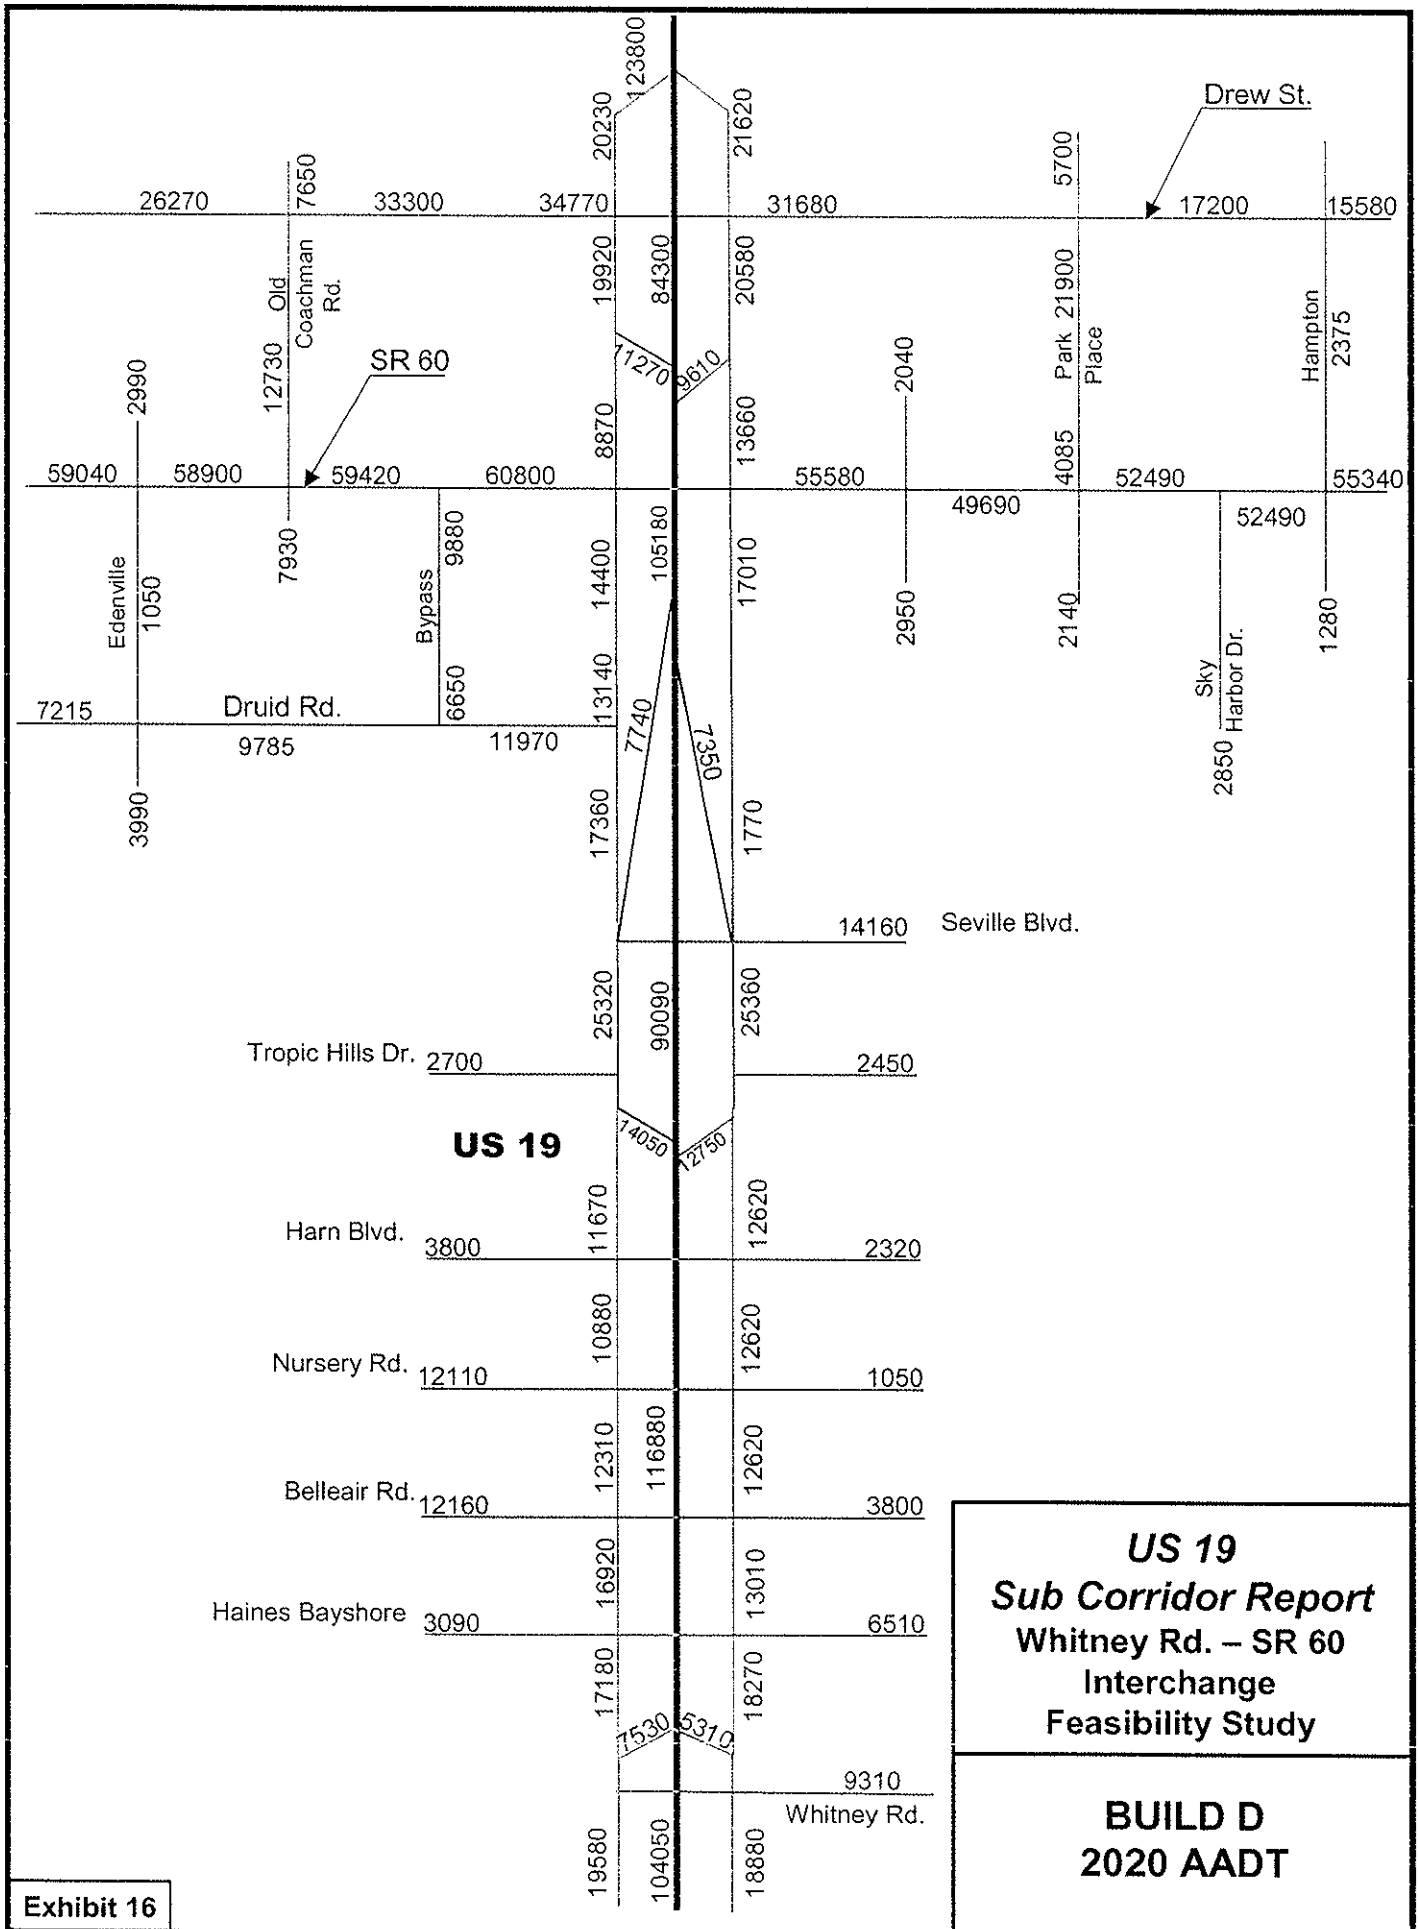 123800
20230
21620
Drew St.
5700
7650
26270
33300
34770
31680
17200
15580
Old
Coachman
Rd.
19920
84300
20580
Park 21900
Place
Hampton
2375
12730
SR 60
2990
11270
9610
2040
8870
13660
4085
59040
58900
59420
60800
55580
49690
52490
52490
55340
7930
9880
14400
105180
17010
Edenville
1050
Bypass
2950
2140
1280
Sky
Harbor Dr.
2850
7215
Druid Rd.
9785
6650
11970
13140
7740
7350
3990
17360
1770
14160
Seville Blvd.
25320
90090
25360
Tropic Hills Dr.
2700
2450
US 19
14050
12750
11670
12620
Harn Blvd.
3800
2320
10880
12620
Nursery Rd.
12110
1050
12310
116880
12620
Belleair Rd.
12160
3800
16920
13010
Haines Bayshore
3090
6510
17180
18270
7530
5310
9310
Whitney Rd.
19580
104050
18880
US 19
Sub Corridor Report
Whitney Rd. – SR 60
Interchange
Feasibility Study
BUILD D
2020 AADT
Exhibit 16